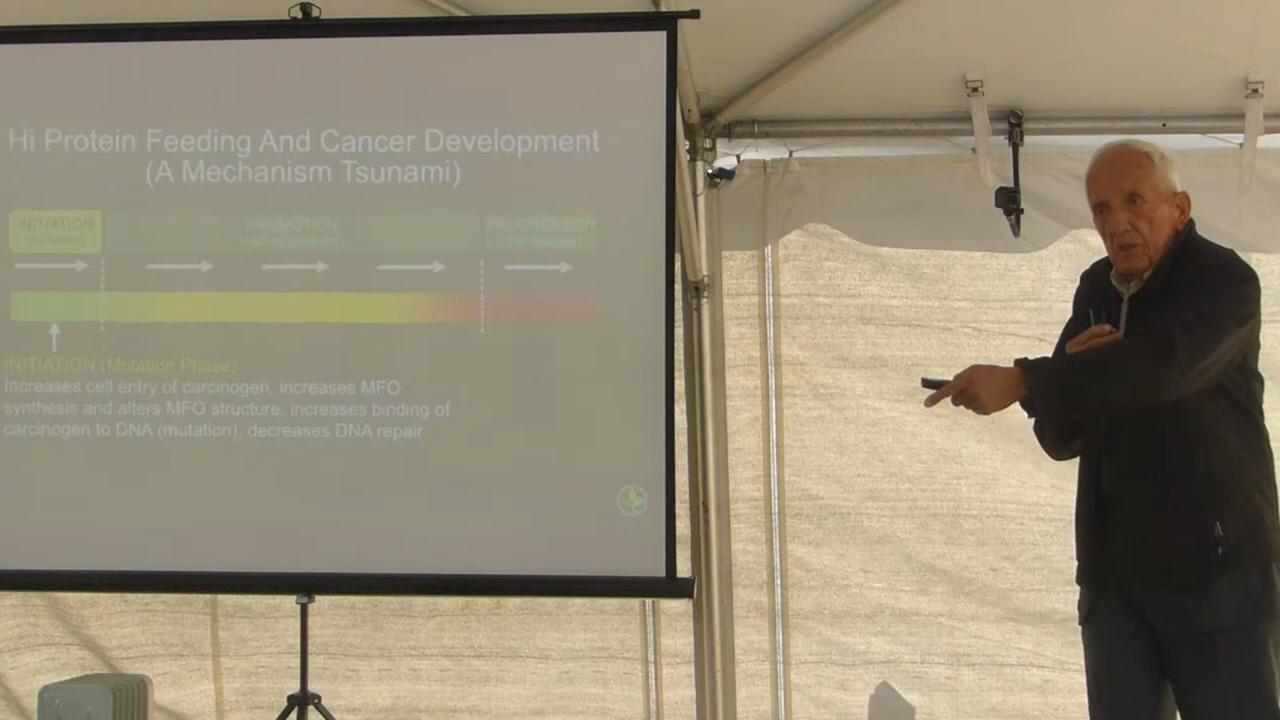 Hi Protein Feeding And Cancer Development
(A Mechanism Tsunami)
INITIATION PROMOTION PROGRESSION
(mutation)
INITIATION (Mutation Phase)
Increases cell entry of carcinogen, increases MFO
synthesis and alters MFO structure, increases binding of
carcinogen to DNA (mutation), decreases DNA repair